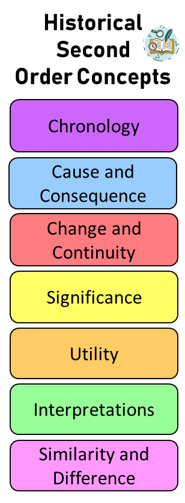 Historical
Second
Order Concepts
Chronology
Cause and
Consequence
Change and
Continuity
Significance
Utility
Interpretations
Similarity and
Difference